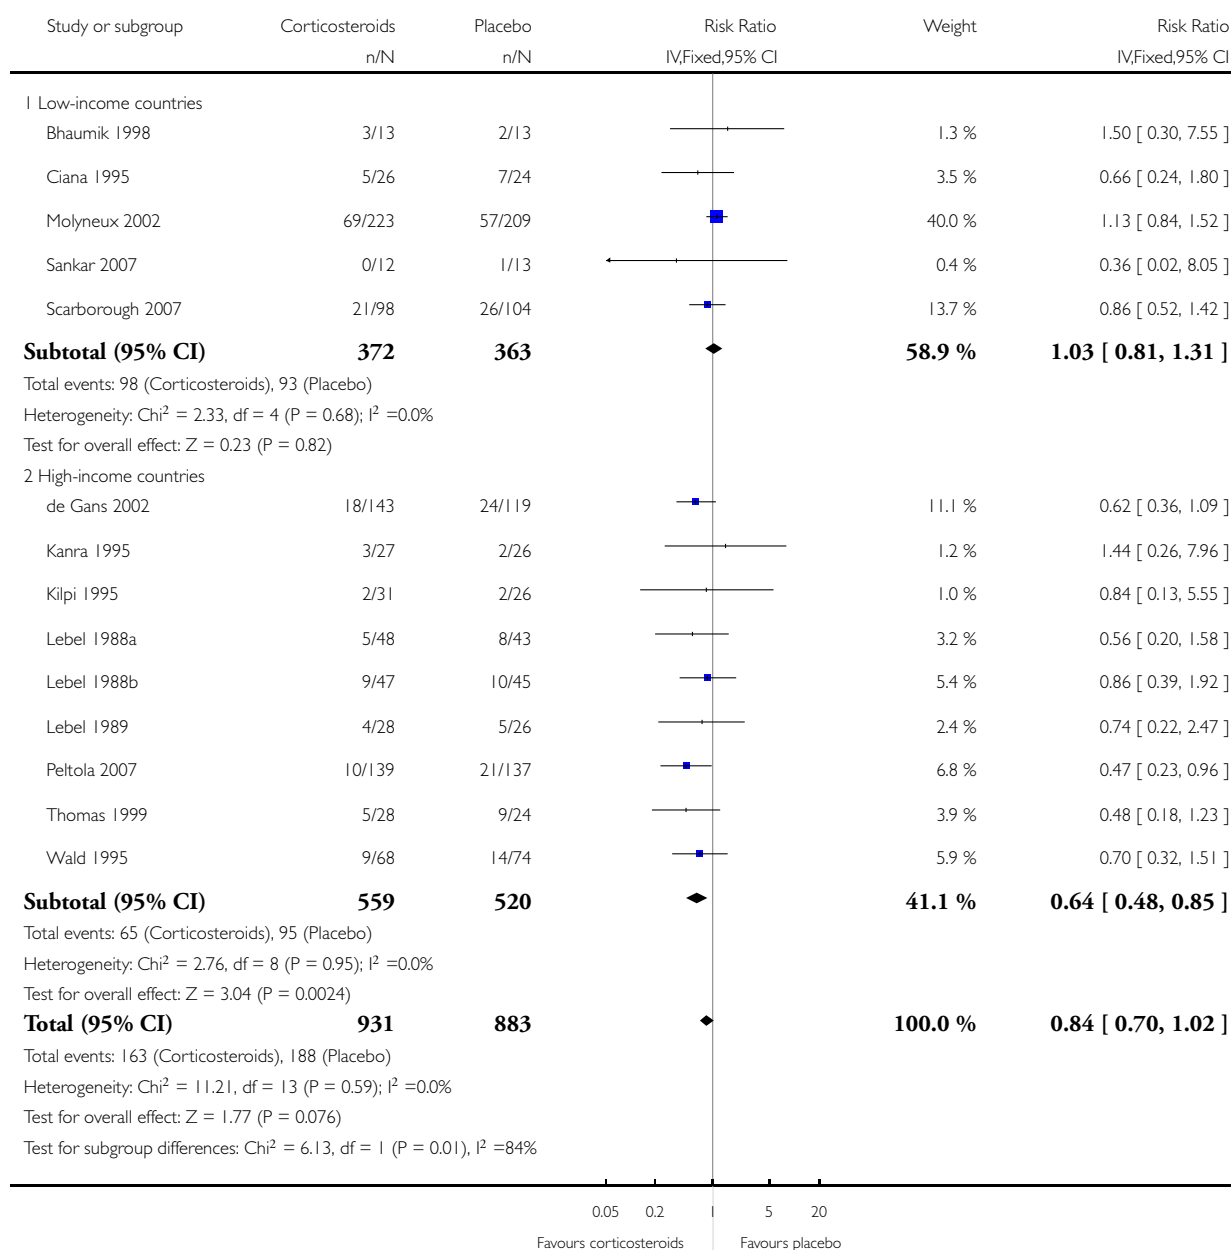 Study or subgroup Corticosteroids Placebo Risk Ratio Weight Risk Ratio
n/N n/N IV,Fixed,95% CI IV,Fixed,95% CI
1 Low-income countries
Bhaumik 1998 3/13 2/13 1.3 % 1.50 [ 0.30, 7.55 ]
Ciana 1995 5/26 7/24 3.5 % 0.66 [ 0.24, 1.80 ]
Molyneux 2002 69/223 57/209 40.0 % 1.13 [ 0.84, 1.52 ]
Sankar 2007 0/12 1/13 0.4 % 0.36 [ 0.02, 8.05 ]
Scarborough 2007 21/98 26/104 13.7 % 0.86 [ 0.52, 1.42 ]
Subtotal (95% CI) 372 363 58.9 % 1.03 [ 0.81, 1.31 ]
Total events: 98 (Corticosteroids), 93 (Placebo)
Heterogeneity: Chi² = 2.33, df = 4 (P = 0.68); I² =0.0%
Test for overall effect: Z = 0.23 (P = 0.82)
2 High-income countries
de Gans 2002 18/143 24/119 11.1 % 0.62 [ 0.36, 1.09 ]
Kanra 1995 3/27 2/26 1.2 % 1.44 [ 0.26, 7.96 ]
Kilpi 1995 2/31 2/26 1.0 % 0.84 [ 0.13, 5.55 ]
Lebel 1988a 5/48 8/43 3.2 % 0.56 [ 0.20, 1.58 ]
Lebel 1988b 9/47 10/45 5.4 % 0.86 [ 0.39, 1.92 ]
Lebel 1989 4/28 5/26 2.4 % 0.74 [ 0.22, 2.47 ]
Peltola 2007 10/139 21/137 6.8 % 0.47 [ 0.23, 0.96 ]
Thomas 1999 5/28 9/24 3.9 % 0.48 [ 0.18, 1.23 ]
Wald 1995 9/68 14/74 5.9 % 0.70 [ 0.32, 1.51 ]
Subtotal (95% CI) 559 520 41.1 % 0.64 [ 0.48, 0.85 ]
Total events: 65 (Corticosteroids), 95 (Placebo)
Heterogeneity: Chi² = 2.76, df = 8 (P = 0.95); I² =0.0%
Test for overall effect: Z = 3.04 (P = 0.0024)
Total (95% CI) 931 883 100.0 % 0.84 [ 0.70, 1.02 ]
Total events: 163 (Corticosteroids), 188 (Placebo)
Heterogeneity: Chi² = 11.21, df = 13 (P = 0.59); I² =0.0%
Test for overall effect: Z = 1.77 (P = 0.076)
Test for subgroup differences: Chi² = 6.13, df = 1 (P = 0.01), I² =84%
0.05 0.2 1 5 20
Favours corticosteroids Favours placebo